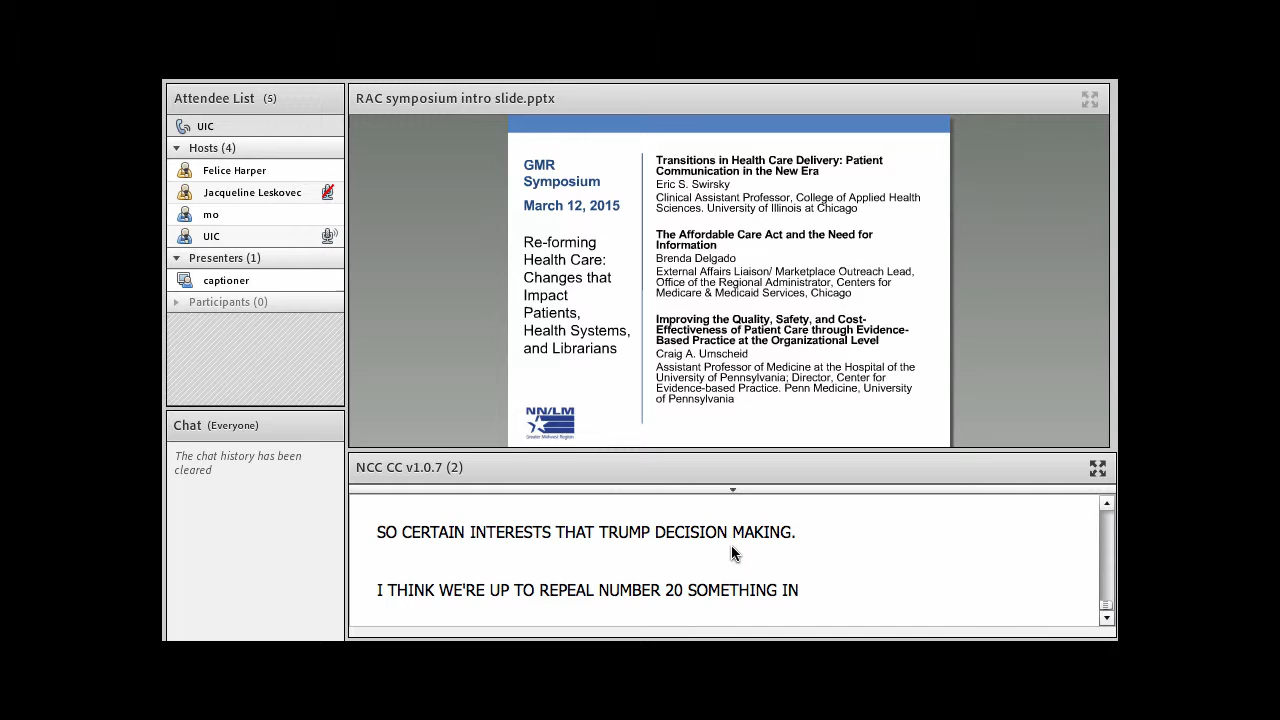 Attendee List (5)
UIC
Hosts (4)
Felice Harper
Jacqueline Leskovec
mo
UIC
Presenters (1)
captioner
Participants (0)
Chat (Everyone)
The chat history has been
cleared
RAC symposium intro slide.pptx
GMR
Symposium
March 12, 2015
Re-forming
Health Care:
Changes that
Impact
Patients,
Health Systems,
and Librarians
NN/LM
Greater Midwest Region
Transitions in Health Care Delivery: Patient
Communication in the New Era
Eric S. Swirsky
Clinical Assistant Professor, College of Applied Health
Sciences. University of Illinois at Chicago
The Affordable Care Act and the Need for
Information
Brenda Delgado
External Affairs Liaison/ Marketplace Outreach Lead,
Office of the Regional Administrator, Centers for
Medicare & Medicaid Services, Chicago
Improving the Quality, Safety, and Cost-
Effectiveness of Patient Care through Evidence-
Based Practice at the Organizational Level
Craig A. Umscheid
Assistant Professor of Medicine at the Hospital of the
University of Pennsylvania; Director, Center for
Evidence-based Practice. Penn Medicine, University
of Pennsylvania
NCC CC v1.0.7 (2)
SO CERTAIN INTERESTS THAT TRUMP DECISION MAKING.
I THINK WE'RE UP TO REPEAL NUMBER 20 SOMETHING IN